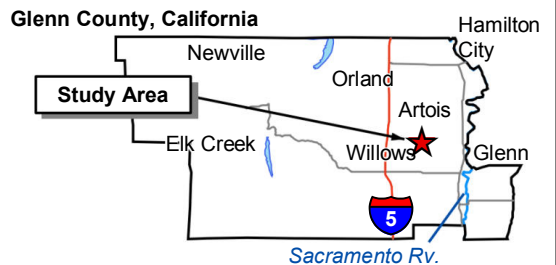 Glenn County, California
Hamilton
City
Newville
Orland
Study Area
Artois
Elk Creek
Willows
Glenn
5
Sacramento Rv.